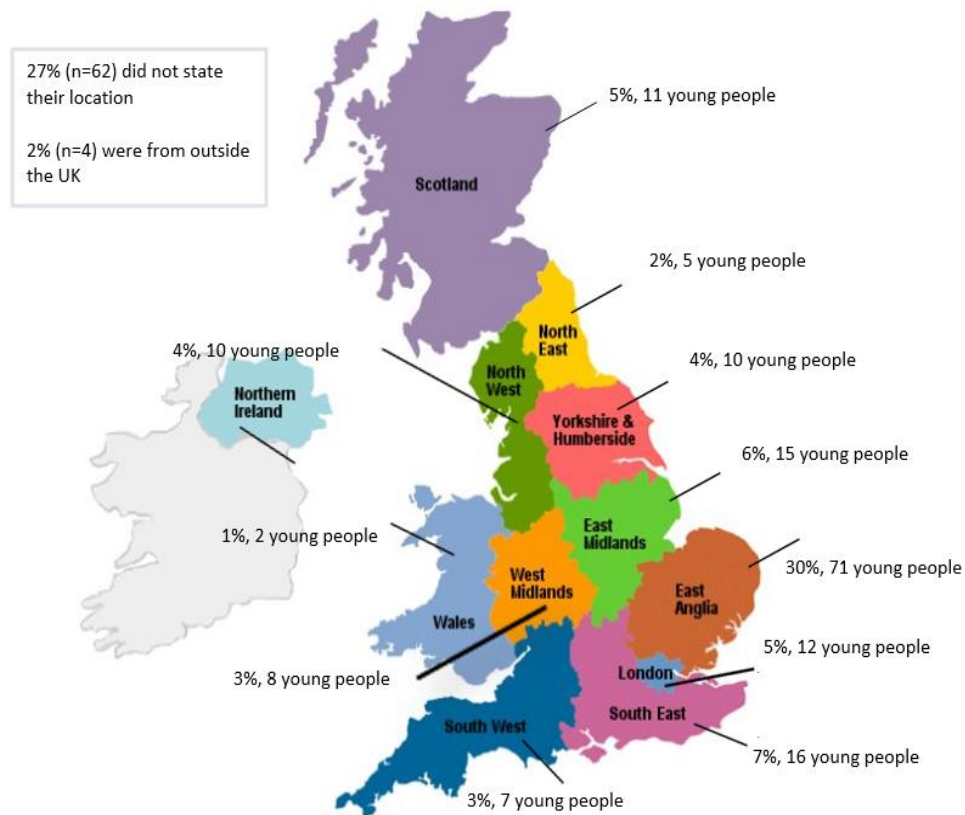 27% (n=62) did not state
their location
2% (n=4) were from outside
the UK
5%, 11 young people
Scotland
2%, 5 young people
North
East
4%, 10 young people
North
West
4%, 10 young people
Northern
Ireland
Yorkshire &
Humberside
6%, 15 young people
East
Midlands
1%, 2 young people
30%, 71 young people
West
Midlands
East
Anglia
Wales
5%, 12 young people
London
3%, 8 young people
South East
South West
7%, 16 young people
3%, 7 young people